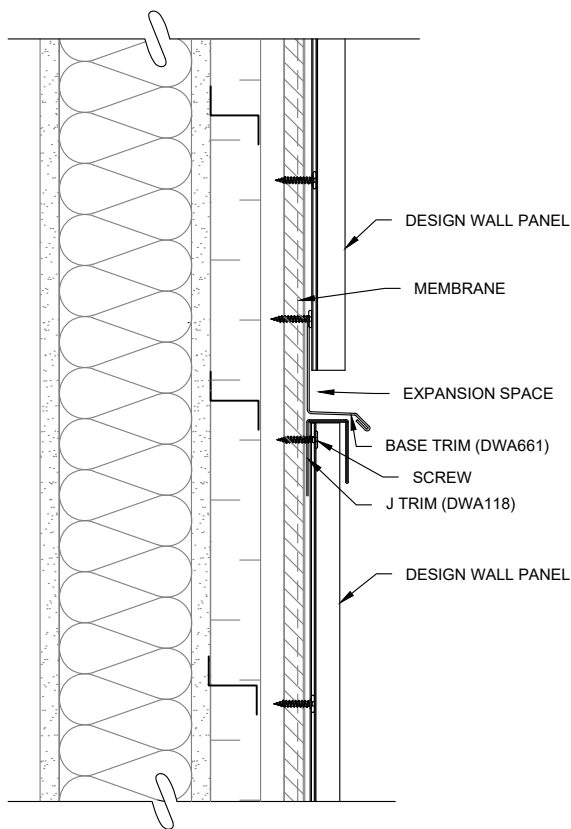 DESIGN WALL PANEL
MEMBRANE
EXPANSION SPACE
BASE TRIM (DWA661)
SCREW
J TRIM (DWA118)
DESIGN WALL PANEL